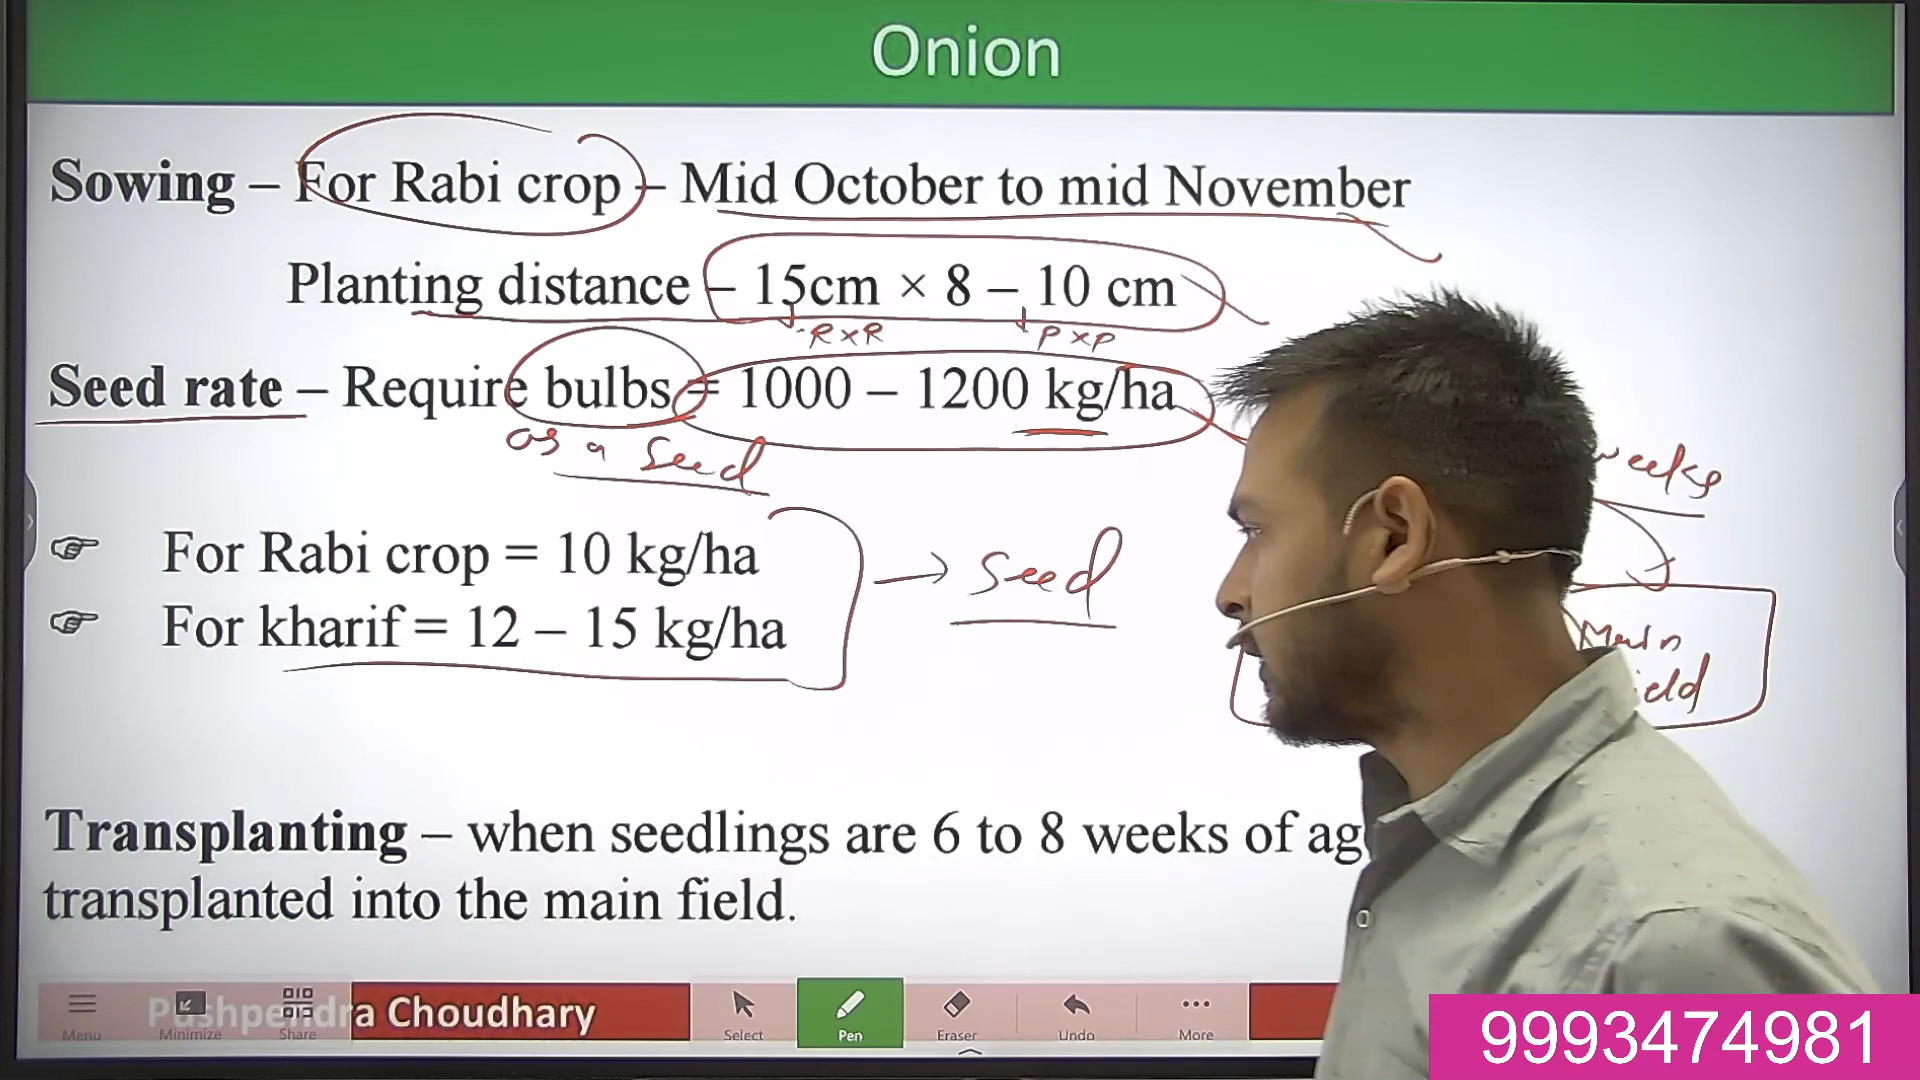 Onion
Sowing – For Rabi crop – Mid October to mid November
Planting distance – 15cm × 8 – 10 cm
R×R P×P
Seed rate – Require bulbs = 1000 – 1200 kg/ha
as a seed
weeks
For Rabi crop = 10 kg/ha
→ seed
For kharif = 12 – 15 kg/ha
Main
Transplanting – when seedlings are 6 to 8 weeks of
transplanted into the main field.
Pushpendra Choudhary
Menu Minimize Share Select Pen Eraser Undo More
9993474981